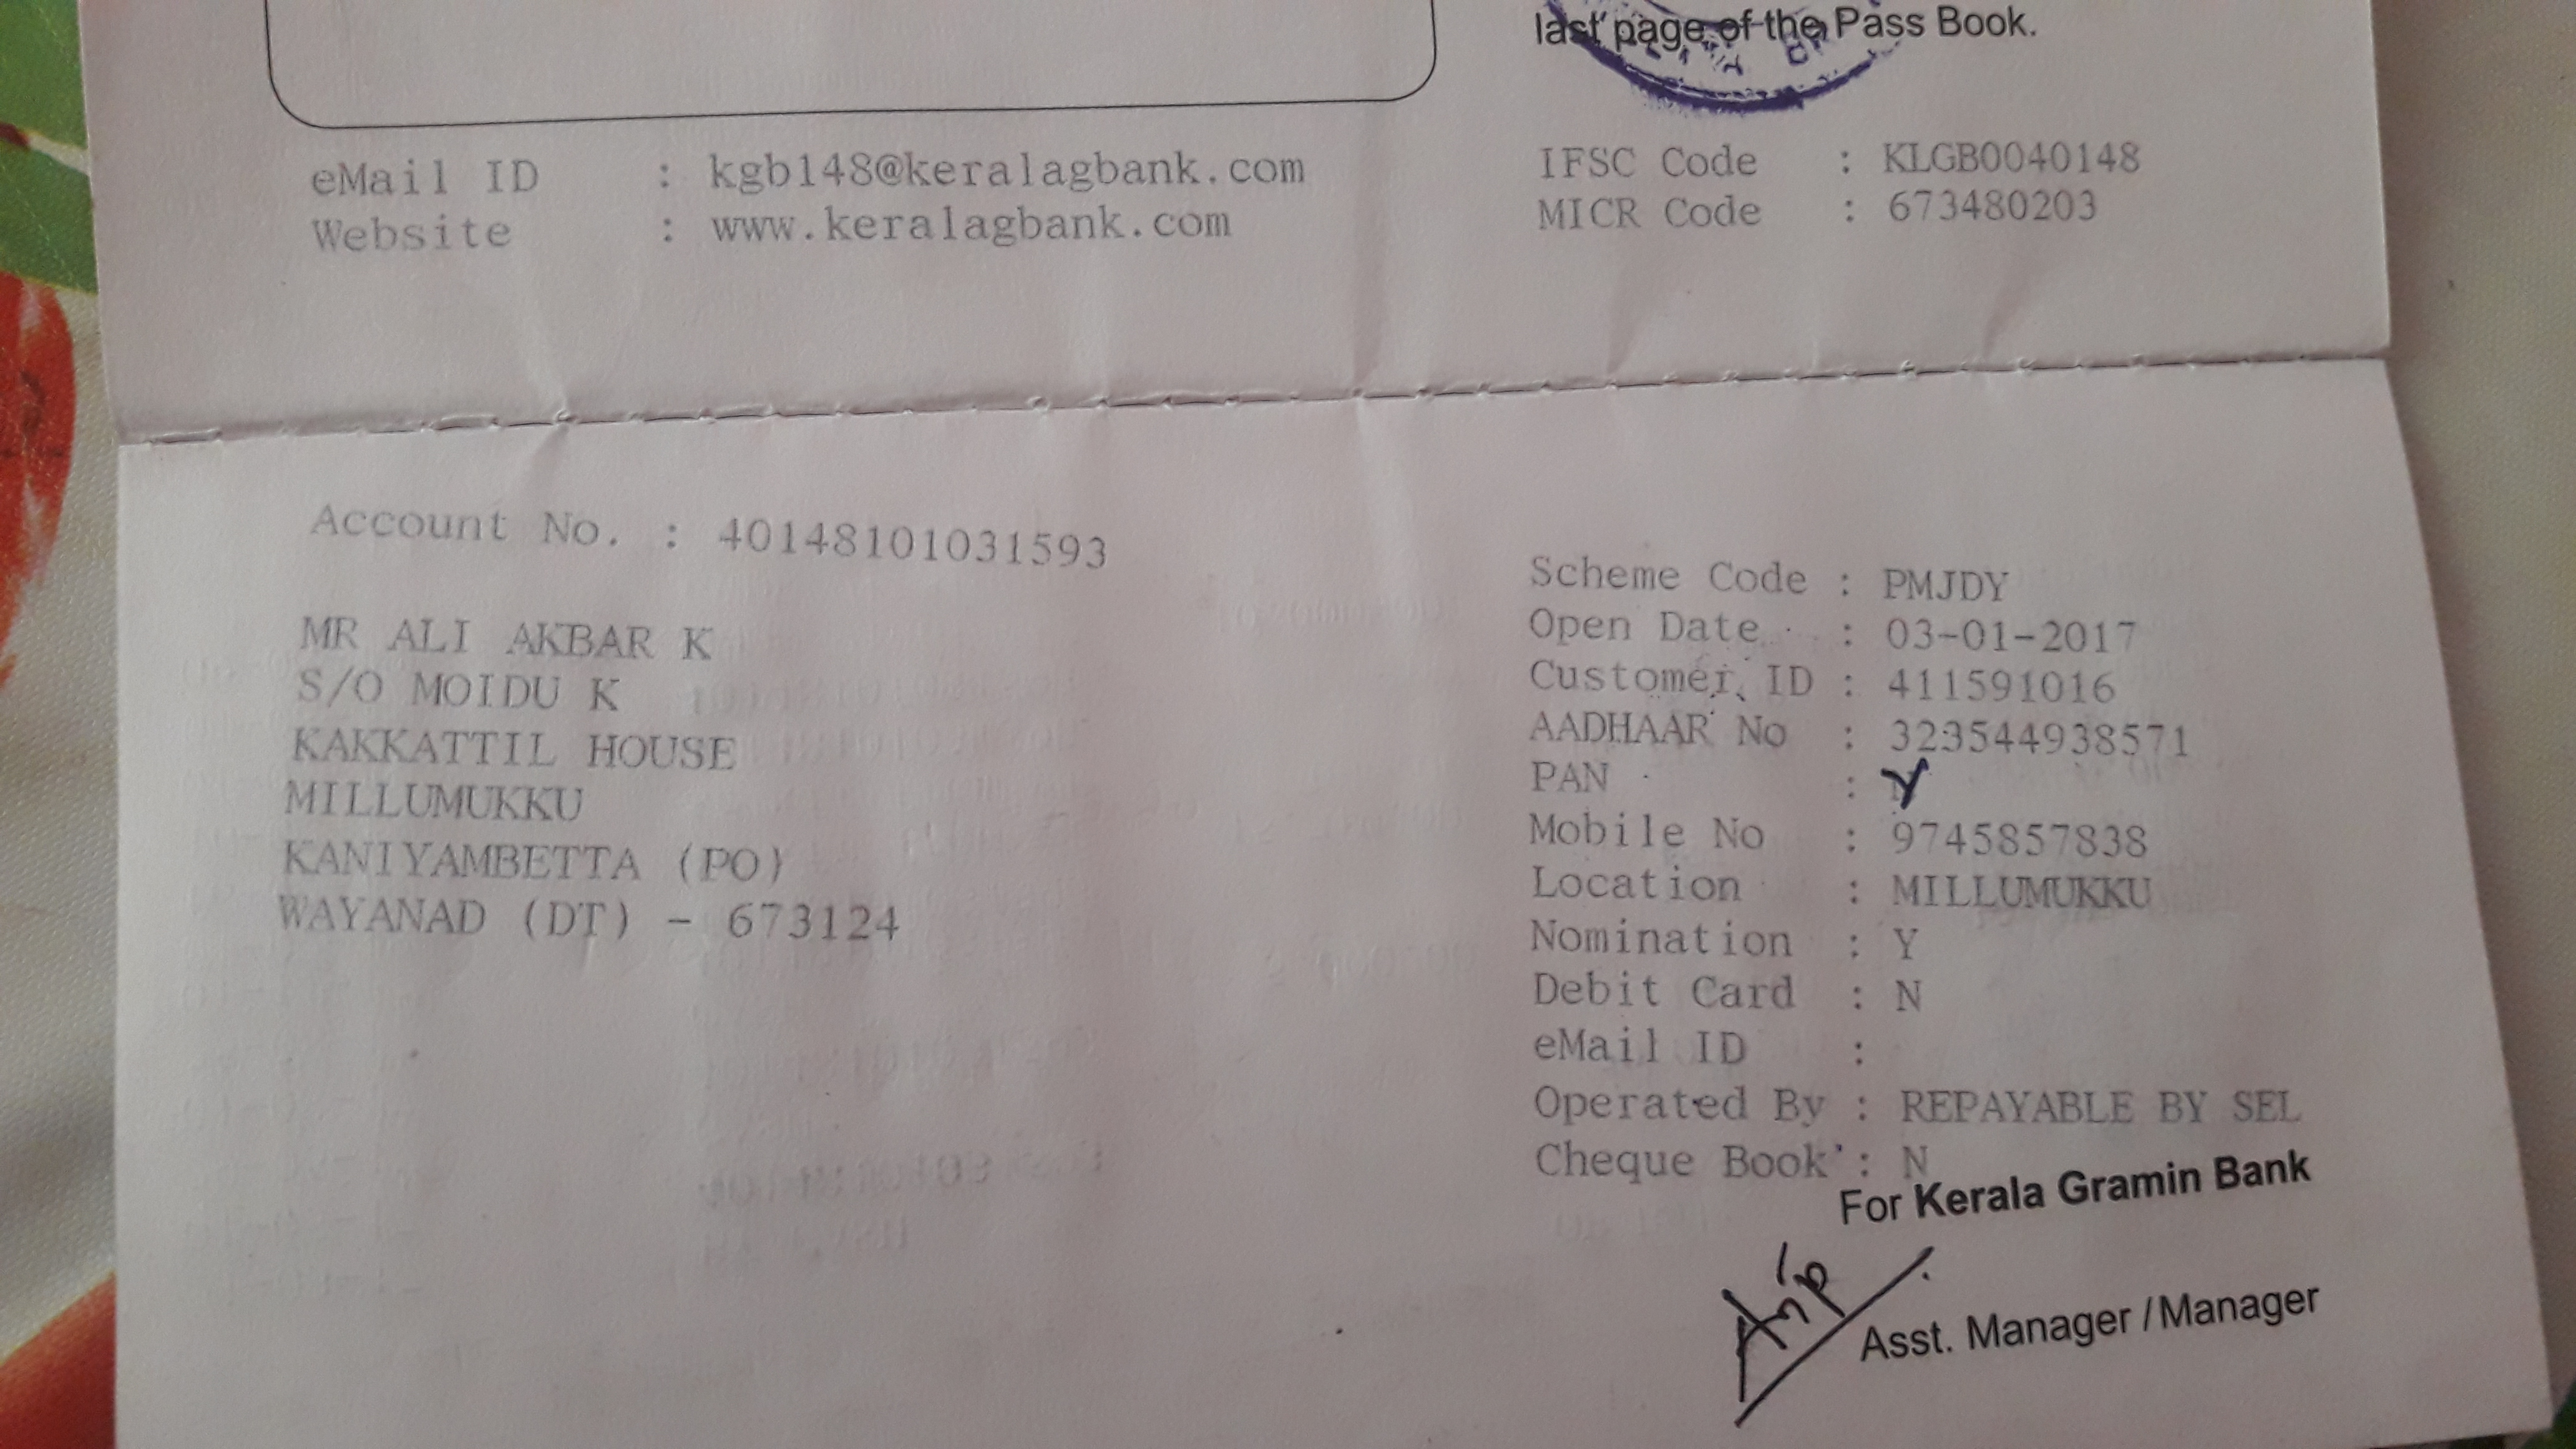 last page of the Pass Book.
eMail ID : kgb148@keralagbank.com IFSC Code : KLGB0040148
Website : www.keralagbank.com MICR Code : 673480203
Account No. : 40148101031593
Scheme Code : PMJDY
MR ALI AKBAR K Open Date : 03-01-2017
S/O MOIDU K Customer ID : 411591016
KAKKATTIL HOUSE AADHAAR No : 323544938571
MILLUMUKKU PAN : Y
KANIYAMBETTA (PO) Mobile No : 9745857838
WAYANAD (DT) - 673124 Location : MILLUMUKKU
Nomination : Y
Debit Card : N
eMail ID :
Operated By : REPAYABLE BY SEL
Cheque Book : N
For Kerala Gramin Bank
Asst. Manager / Manager